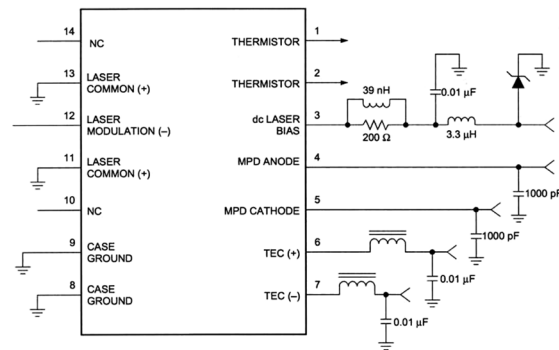 14
NC
1
THERMISTOR
13
LASER
COMMON (+)
2
THERMISTOR
12
LASER
MODULATION (–)
3
dc LASER
BIAS
39 nH
200 Ω
0.01 µF
3.3 µH
11
LASER
COMMON (+)
4
MPD ANODE
1000 pF
10
NC
5
MPD CATHODE
1000 pF
9
CASE
GROUND
6
TEC (+)
0.01 µF
8
CASE
GROUND
7
TEC (–)
0.01 µF